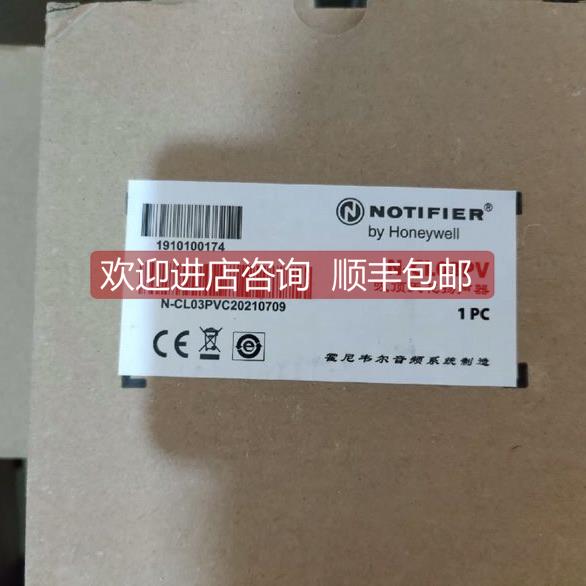 NOTIFIER®
by Honeywell
1910100174
欢迎进店咨询 顺丰包邮
N-CL03PVC20210709
1 PC
CE
霍尼韦尔音频系统制造